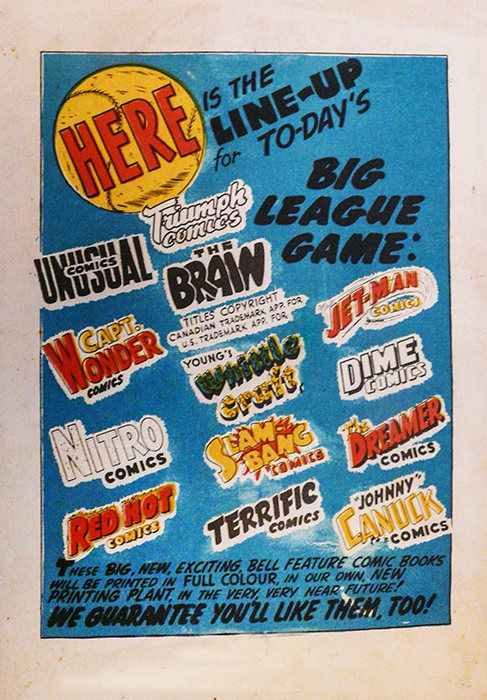 HERE
IS THE
LINE-UP
for TO-DAY'S
BIG
LEAGUE
GAME:
Triumph
COMICS
UNUSUAL
COMICS
THE
BRAIN
TITLES COPYRIGHT
CANADIAN TRADEMARK APP. FOR
U.S. TRADEMARK APP. FOR.
JET-MAN
COMICS
CAPT.
WONDER
COMICS
YOUNG'S
Whittle
Craft.
DIME
COMICS
NITRO
COMICS
SLAM
BANG
COMICS
The
DREAMER
COMICS
RED HOT
COMICS
TERRIFIC
COMICS
"JOHNNY"
CANUCK
COMICS
THESE BIG, NEW, EXCITING, BELL FEATURE COMIC BOOKS
WILL BE PRINTED IN FULL COLOUR, IN OUR OWN, NEW
PRINTING PLANT, IN THE VERY, VERY NEAR FUTURE!
WE GUARANTEE YOU'LL LIKE THEM, TOO!